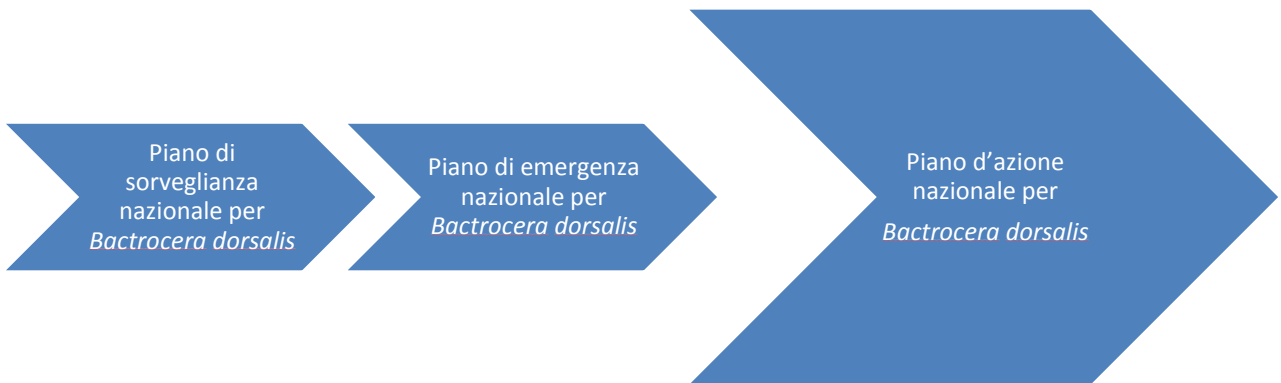 Piano di
sorveglianza
nazionale per
Bactrocera dorsalis
Piano di emergenza
nazionale per
Bactrocera dorsalis
Piano d’azione
nazionale per
Bactrocera dorsalis